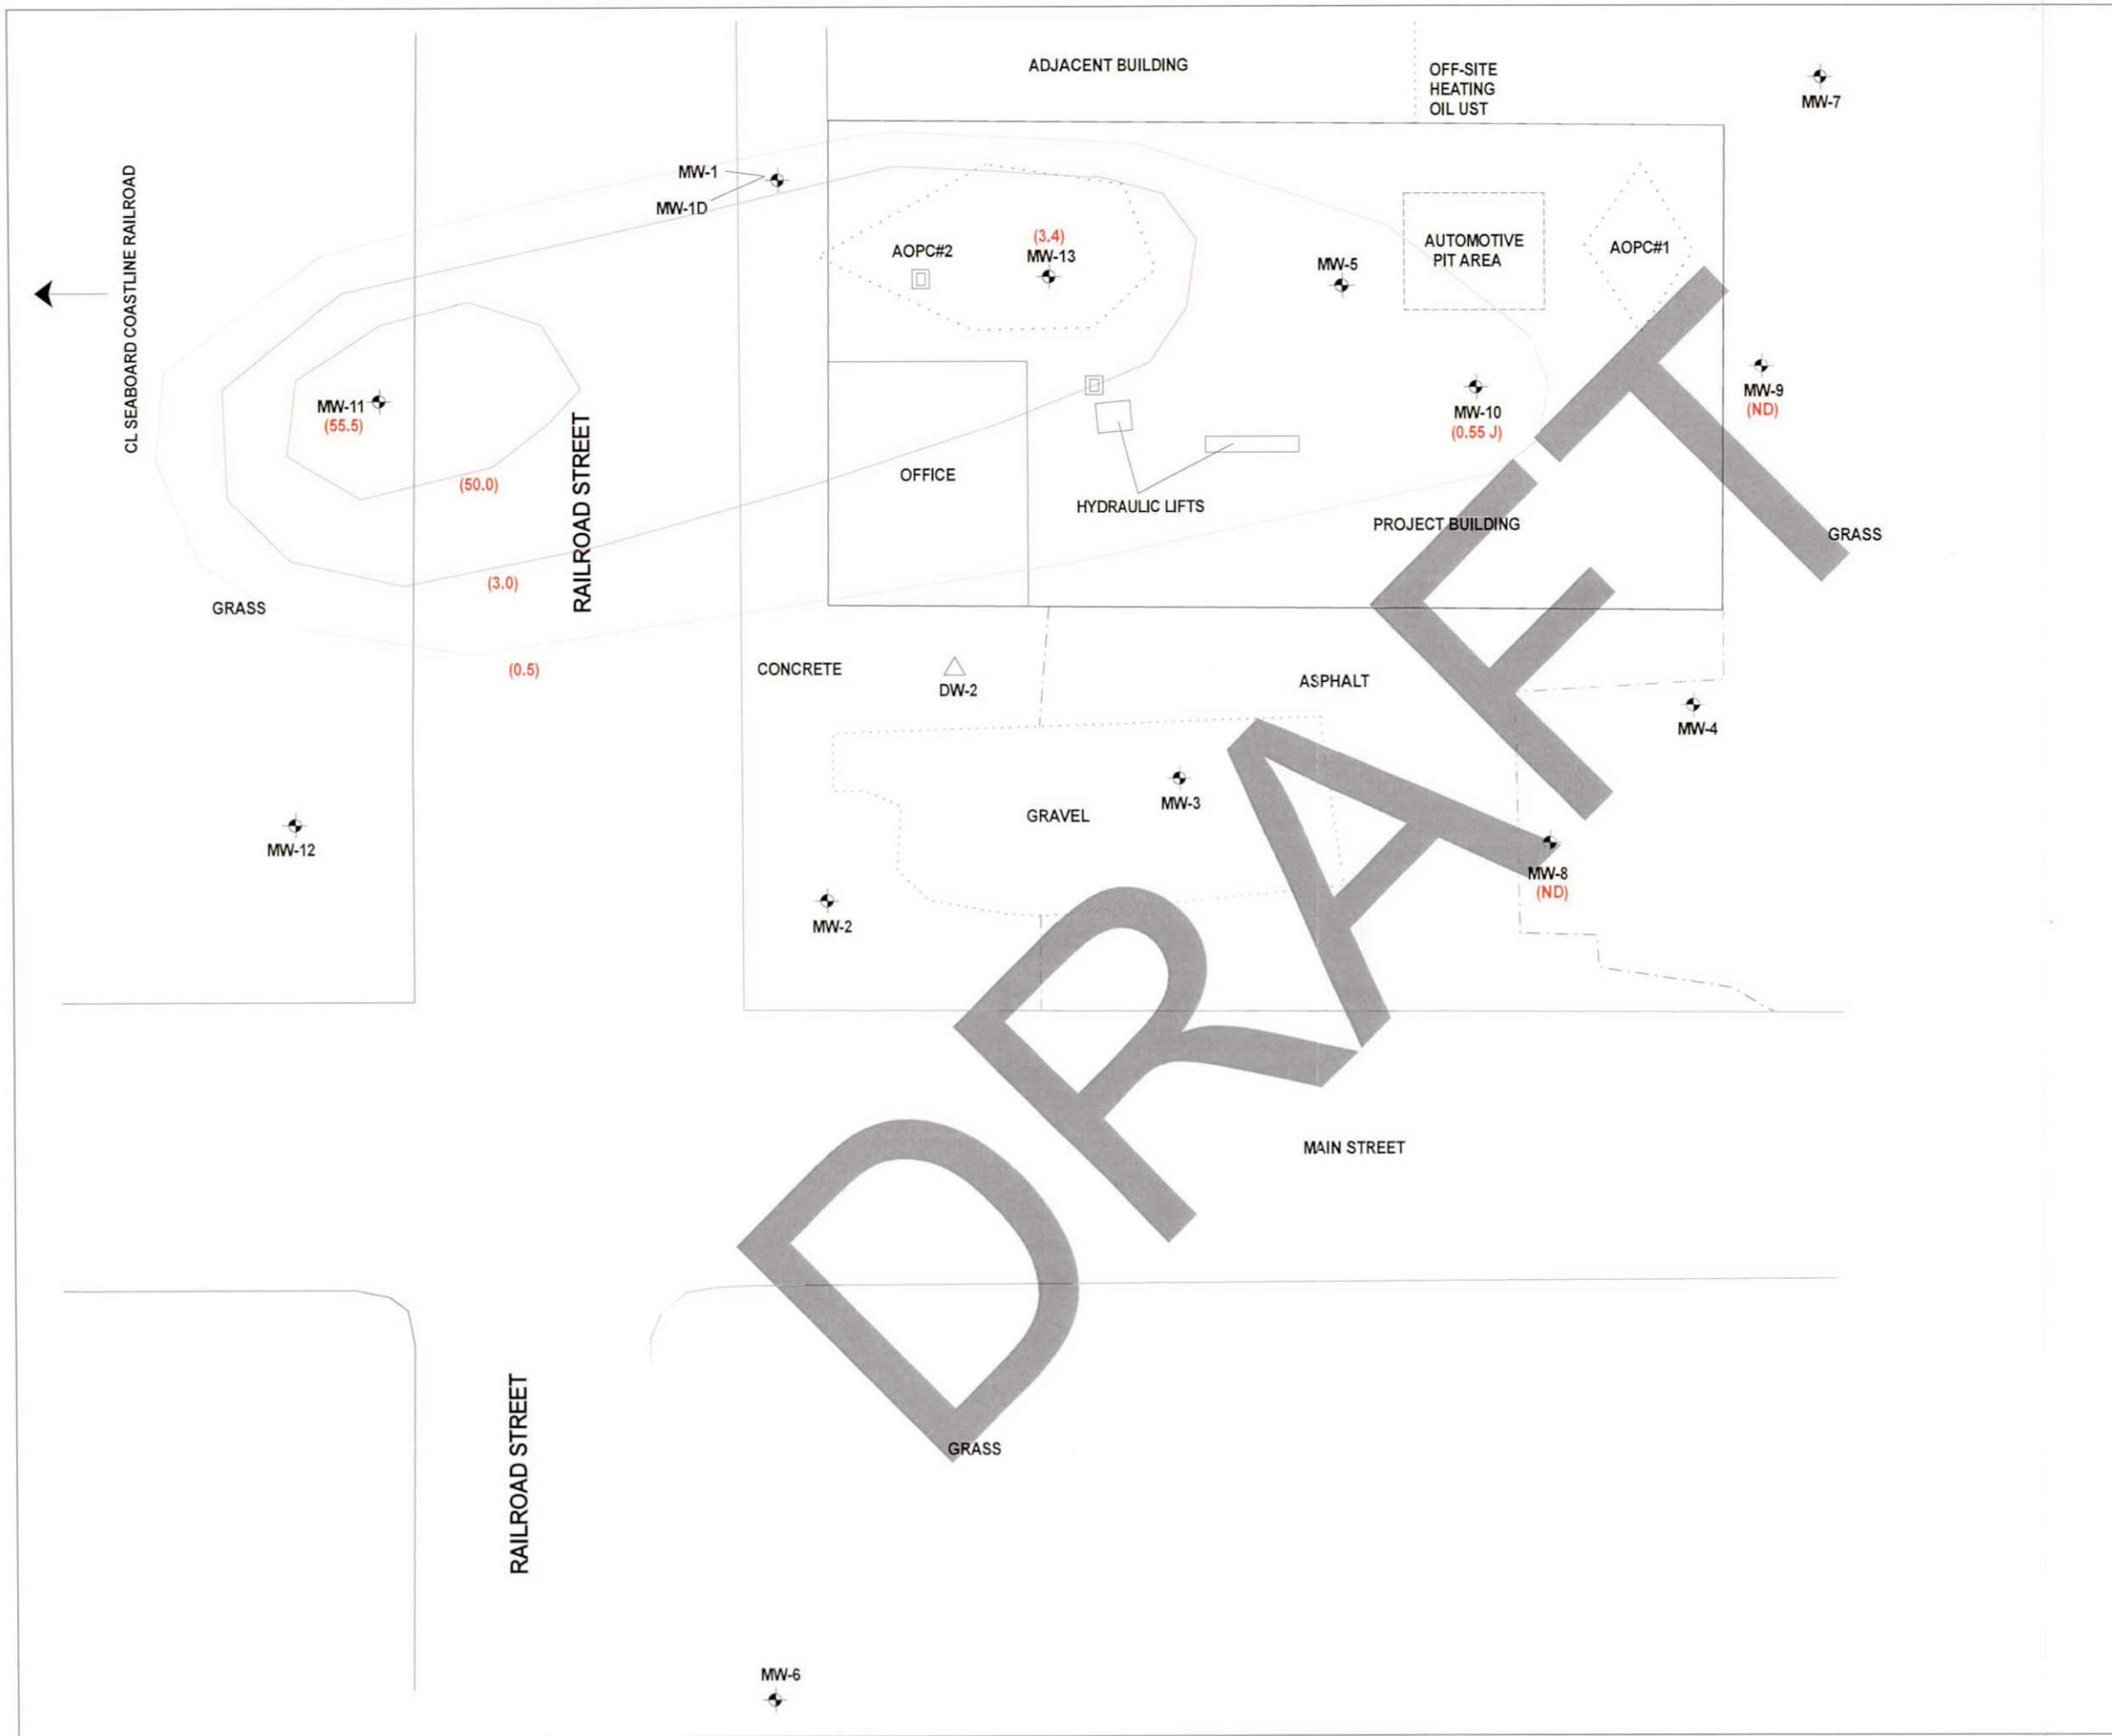 ADJACENT BUILDING
OFF-SITE
HEATING
OIL UST
MW-7
MW-1
MW-1D
CL SEABOARD COASTLINE RAILROAD
AOPC#2
(3.4)
MW-13
MW-5
AUTOMOTIVE
PIT AREA
AOPC#1
MW-11
(55.5)
MW-9
(ND)
MW-10
(0.55 J)
(50.0)
RAILROAD STREET
OFFICE
HYDRAULIC LIFTS
PROJECT BUILDING
GRASS
(3.0)
GRASS
(0.5)
CONCRETE
DW-2
ASPHALT
MW-4
MW-3
GRAVEL
MW-12
MW-8
(ND)
MW-2
DRAFT
MAIN STREET
GRASS
RAILROAD STREET
MW-6